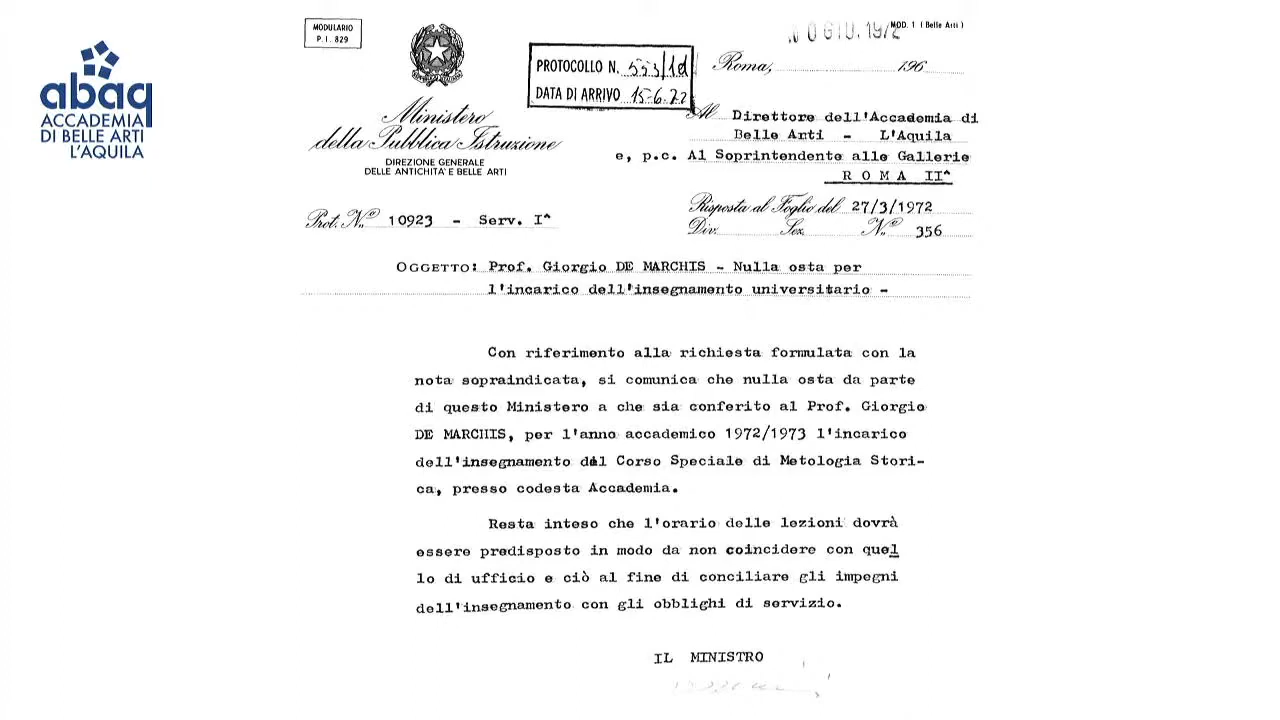 abaq
ACCADEMIA
DI BELLE ARTI
L'AQUILA
MODULARIO
P. I. 829
Ministero
della Pubblica Istruzione
DIREZIONE GENERALE
DELLE ANTICHITA' E BELLE ARTI
Prot. N.º 10923 - Serv. I^
PROTOCOLLO N. 553/1d
DATA DI ARRIVO 15-6-72
0 GIU. 1972
MOD. 1 ( Belle Arti )
Roma, 196
Al Direttore dell'Accademia di
Belle Arti - L'Aquila
e, p.c. Al Soprintendente alle Gallerie
R O M A II^
Risposta al Foglio del 27/3/1972
Div. Sez. N.º 356
OGGETTO: Prof. Giorgio DE MARCHIS - Nulla osta per
l'incarico dell'insegnamento universitario -
Con riferimento alla richiesta formulata con la
nota sopraindicata, si comunica che nulla osta da parte
di questo Ministero a che sia conferito al Prof. Giorgio
DE MARCHIS, per l'anno accademico 1972/1973 l'incarico
dell'insegnamento del Corso Speciale di Metologia Stori-
ca, presso codesta Accademia.
Resta inteso che l'orario delle lezioni dovrà
essere predisposto in modo da non coincidere con quel
lo di ufficio e ciò al fine di conciliare gli impegni
dell'insegnamento con gli obblighi di servizio.
IL MINISTRO